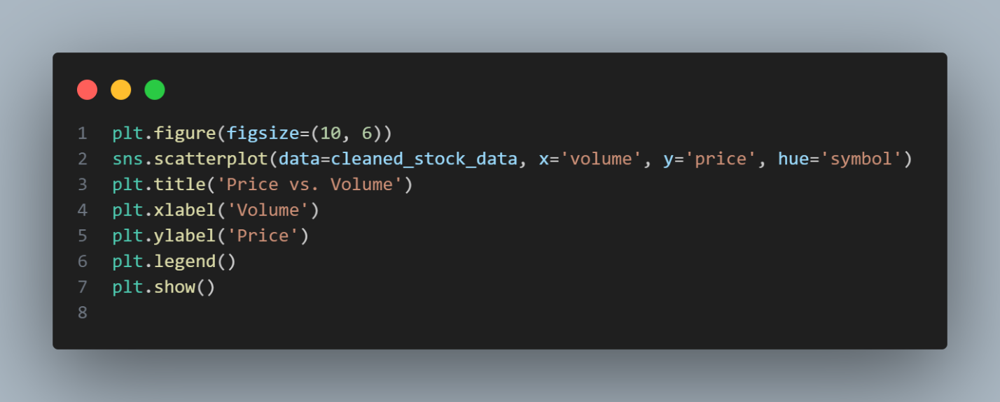 1 plt.figure(figsize=(10, 6))
2 sns.scatterplot(data=cleaned_stock_data, x='volume', y='price', hue='symbol')
3 plt.title('Price vs. Volume')
4 plt.xlabel('Volume')
5 plt.ylabel('Price')
6 plt.legend()
7 plt.show()
8